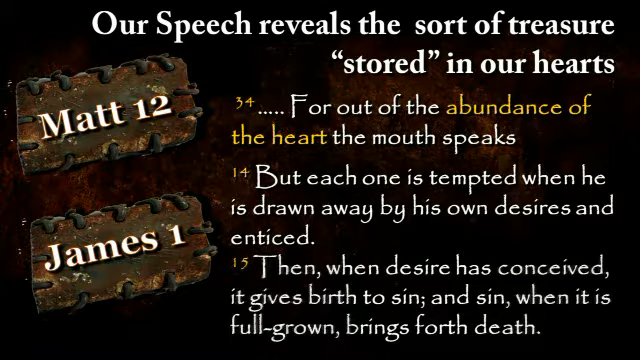 Our Speech reveals the sort of treasure
“stored” in our hearts
Matt 12
34 ..... For out of the abundance of
the heart the mouth speaks
James 1
14 But each one is tempted when he
is drawn away by his own desires and
enticed.
15 Then, when desire has conceived,
it gives birth to sin; and sin, when it is
full-grown, brings forth death.